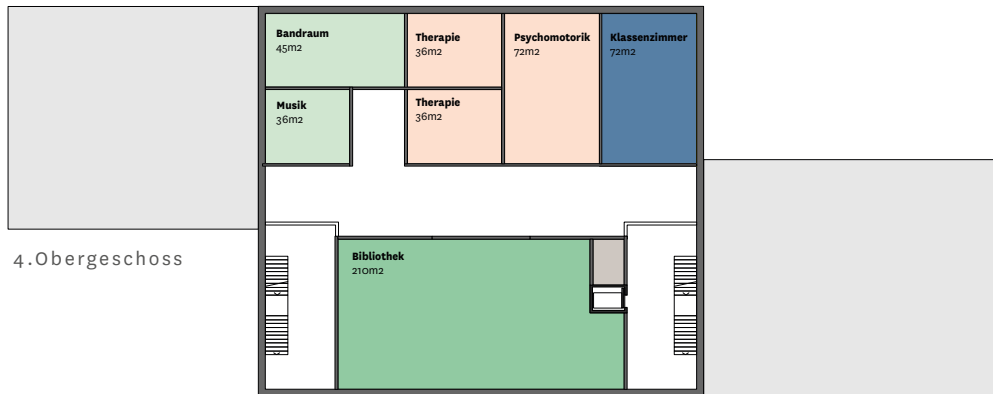 Bandraum
45m2
Therapie
36m2
Psychomotorik
72m2
Klassenzimmer
72m2
Musik
36m2
Therapie
36m2
4.Obergeschoss
Bibliothek
210m2